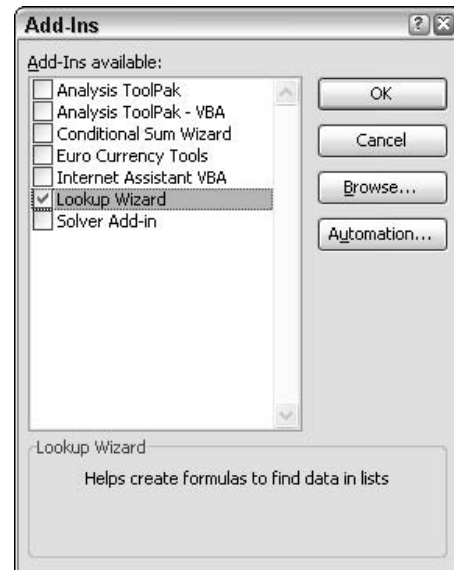 Add-Ins
Add-Ins available:
Analysis ToolPak
Analysis ToolPak - VBA
Conditional Sum Wizard
Euro Currency Tools
Internet Assistant VBA
Lookup Wizard
Solver Add-in
OK
Cancel
Browse...
Automation...
Lookup Wizard
Helps create formulas to find data in lists